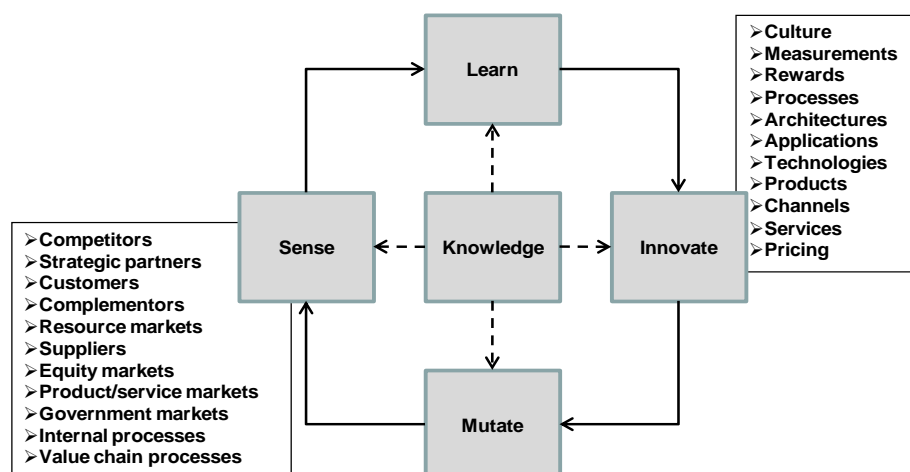 Learn
➢Culture
➢Measurements
➢Rewards
➢Processes
➢Architectures
➢Applications
➢Technologies
➢Products
➢Channels
➢Services
➢Pricing
Sense
Knowledge
Innovate
➢Competitors
➢Strategic partners
➢Customers
➢Complementors
➢Resource markets
➢Suppliers
➢Equity markets
➢Product/service markets
➢Government markets
➢Internal processes
➢Value chain processes
Mutate